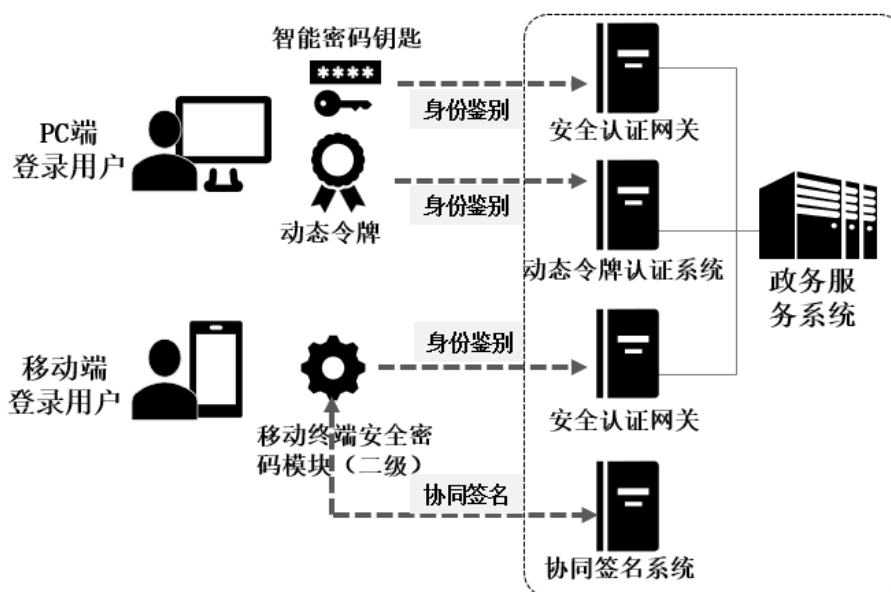 智能密码钥匙
****
身份鉴别
安全认证网关
PC端
登录用户
身份鉴别
动态令牌
动态令牌认证系统
政务服
务系统
移动端
登录用户
身份鉴别
安全认证网关
移动终端安全密
码模块（二级）
协同签名
协同签名系统